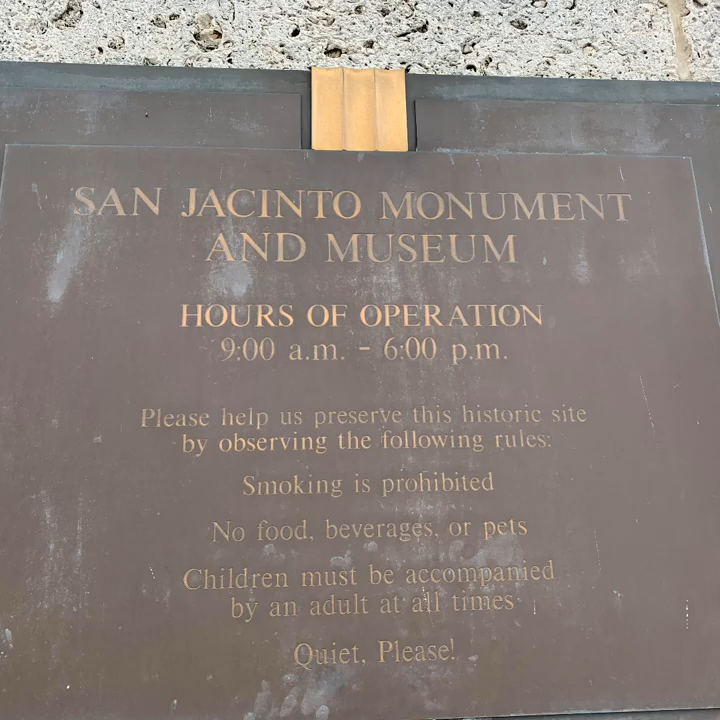 SAN JACINTO MONUMENT
AND MUSEUM
HOURS OF OPERATION
9:00 a.m. - 6:00 p.m.
Please help us preserve this historic site
by observing the following rules:
Smoking is prohibited
No food, beverages, or pets
Children must be accompanied
by an adult at all times
Quiet, Please!